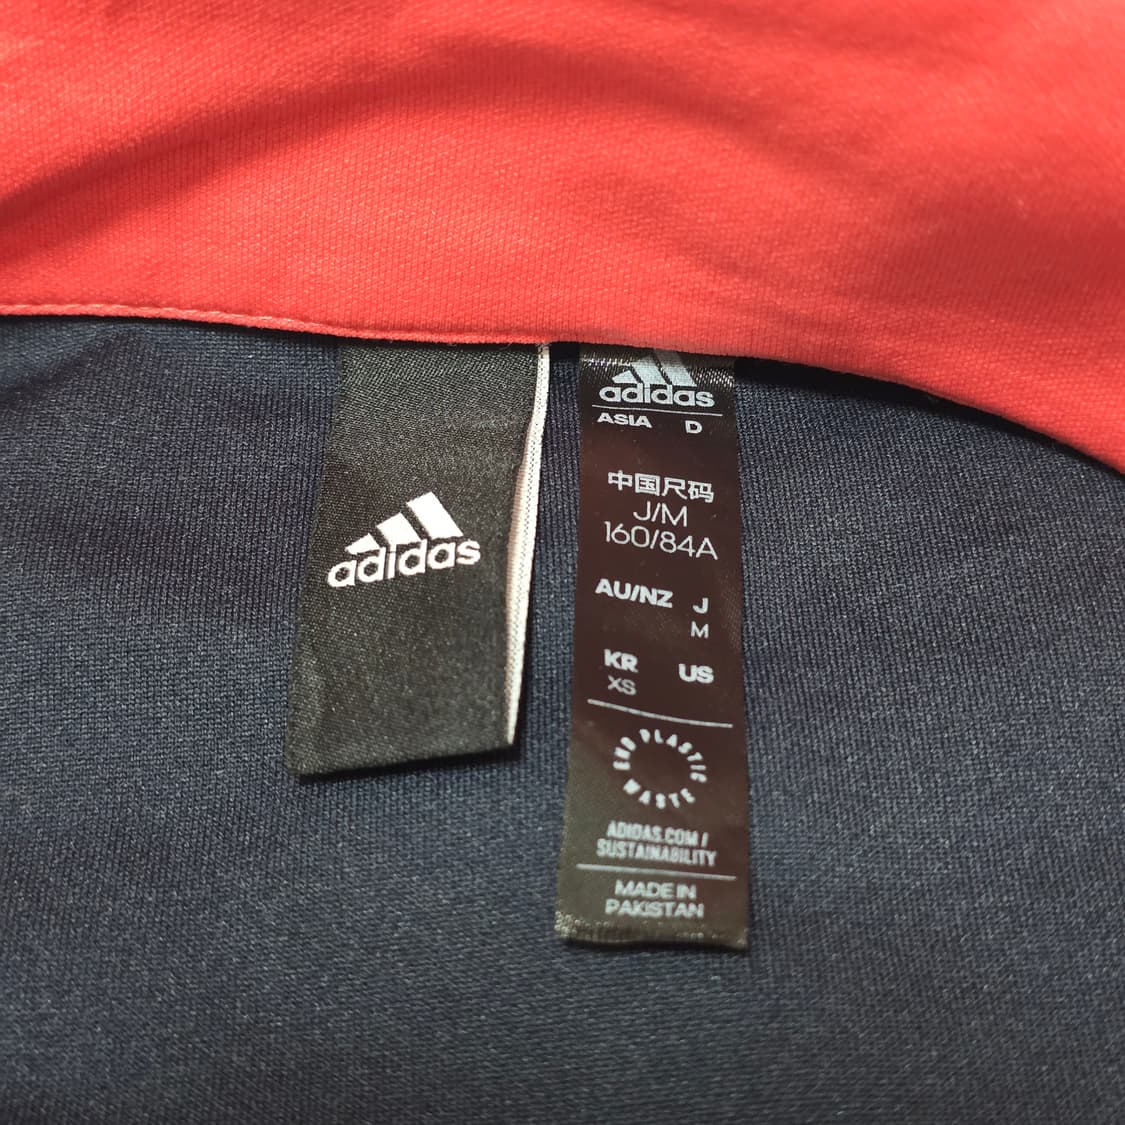 adidas
adidas
ASIA D
中国尺码
J/M
160/84A
AU/NZ J
M
KR US
XS
END PLASTIC WASTE
ADIDAS.COM/
SUSTAINABILITY
MADE IN
PAKISTAN